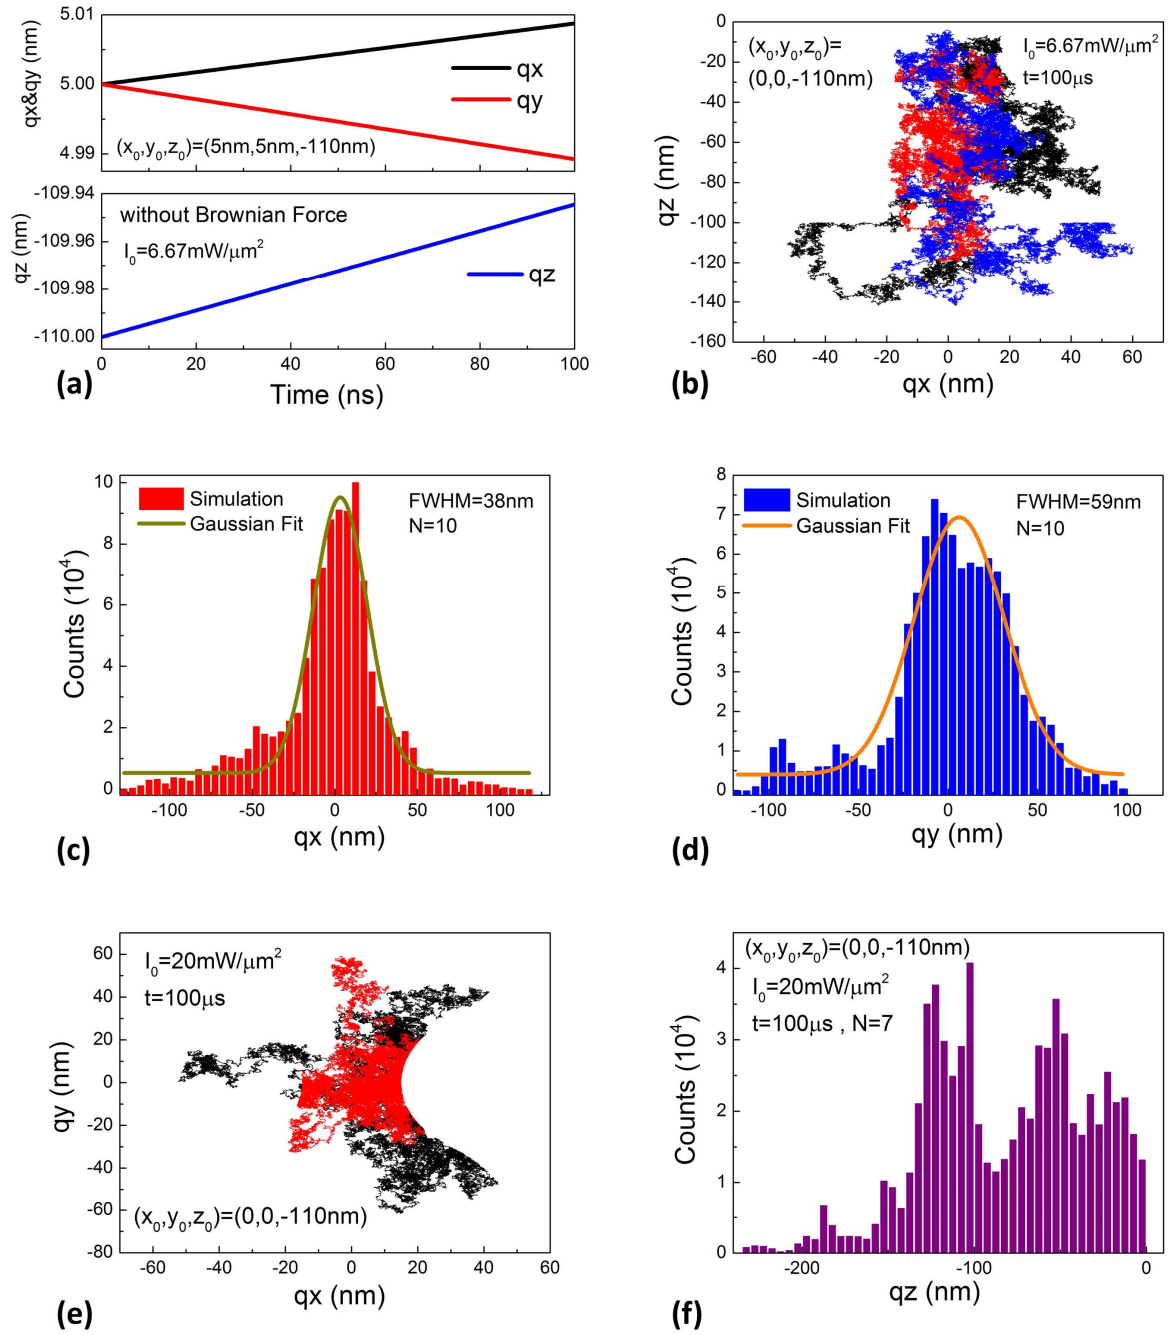 5.01
5.00
4.99
qx&qy (nm)
qx
qy
(x0,y0,z0)=(5nm,5nm,-110nm)
-109.94
-109.96
-109.98
-110.00
qz (nm)
without Brownian Force
I0=6.67mW/μm2
qz
0 20 40 60 80 100
Time (ns)
(a)
0
-20
-40
-60
-80
-100
-120
-140
-160
qz (nm)
(x0,y0,z0)=
(0,0,-110nm)
I0=6.67mW/μm2
t=100μs
-60 -40 -20 0 20 40 60
qx (nm)
(b)
10
8
6
4
2
0
Counts (10^4)
Simulation
Gaussian Fit
FWHM=38nm
N=10
-100 -50 0 50 100
qx (nm)
(c)
8
7
6
5
4
3
2
1
0
Counts (10^4)
Simulation
Gaussian Fit
FWHM=59nm
N=10
-100 -50 0 50 100
qy (nm)
(d)
60
40
20
0
-20
-40
-60
-80
qy (nm)
I0=20mW/μm2
t=100μs
(x0,y0,z0)=(0,0,-110nm)
-60 -40 -20 0 20 40 60
qx (nm)
(e)
4
3
2
1
0
Counts (10^4)
(x0,y0,z0)=(0,0,-110nm)
I0=20mW/μm2
t=100μs , N=7
-200 -100 0
qz (nm)
(f)